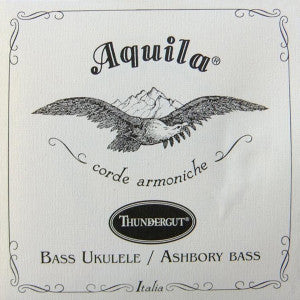 Aquila®
corde armoniche
THUNDERGUT®
BASS UKULELE / ASHBORY BASS
Italia